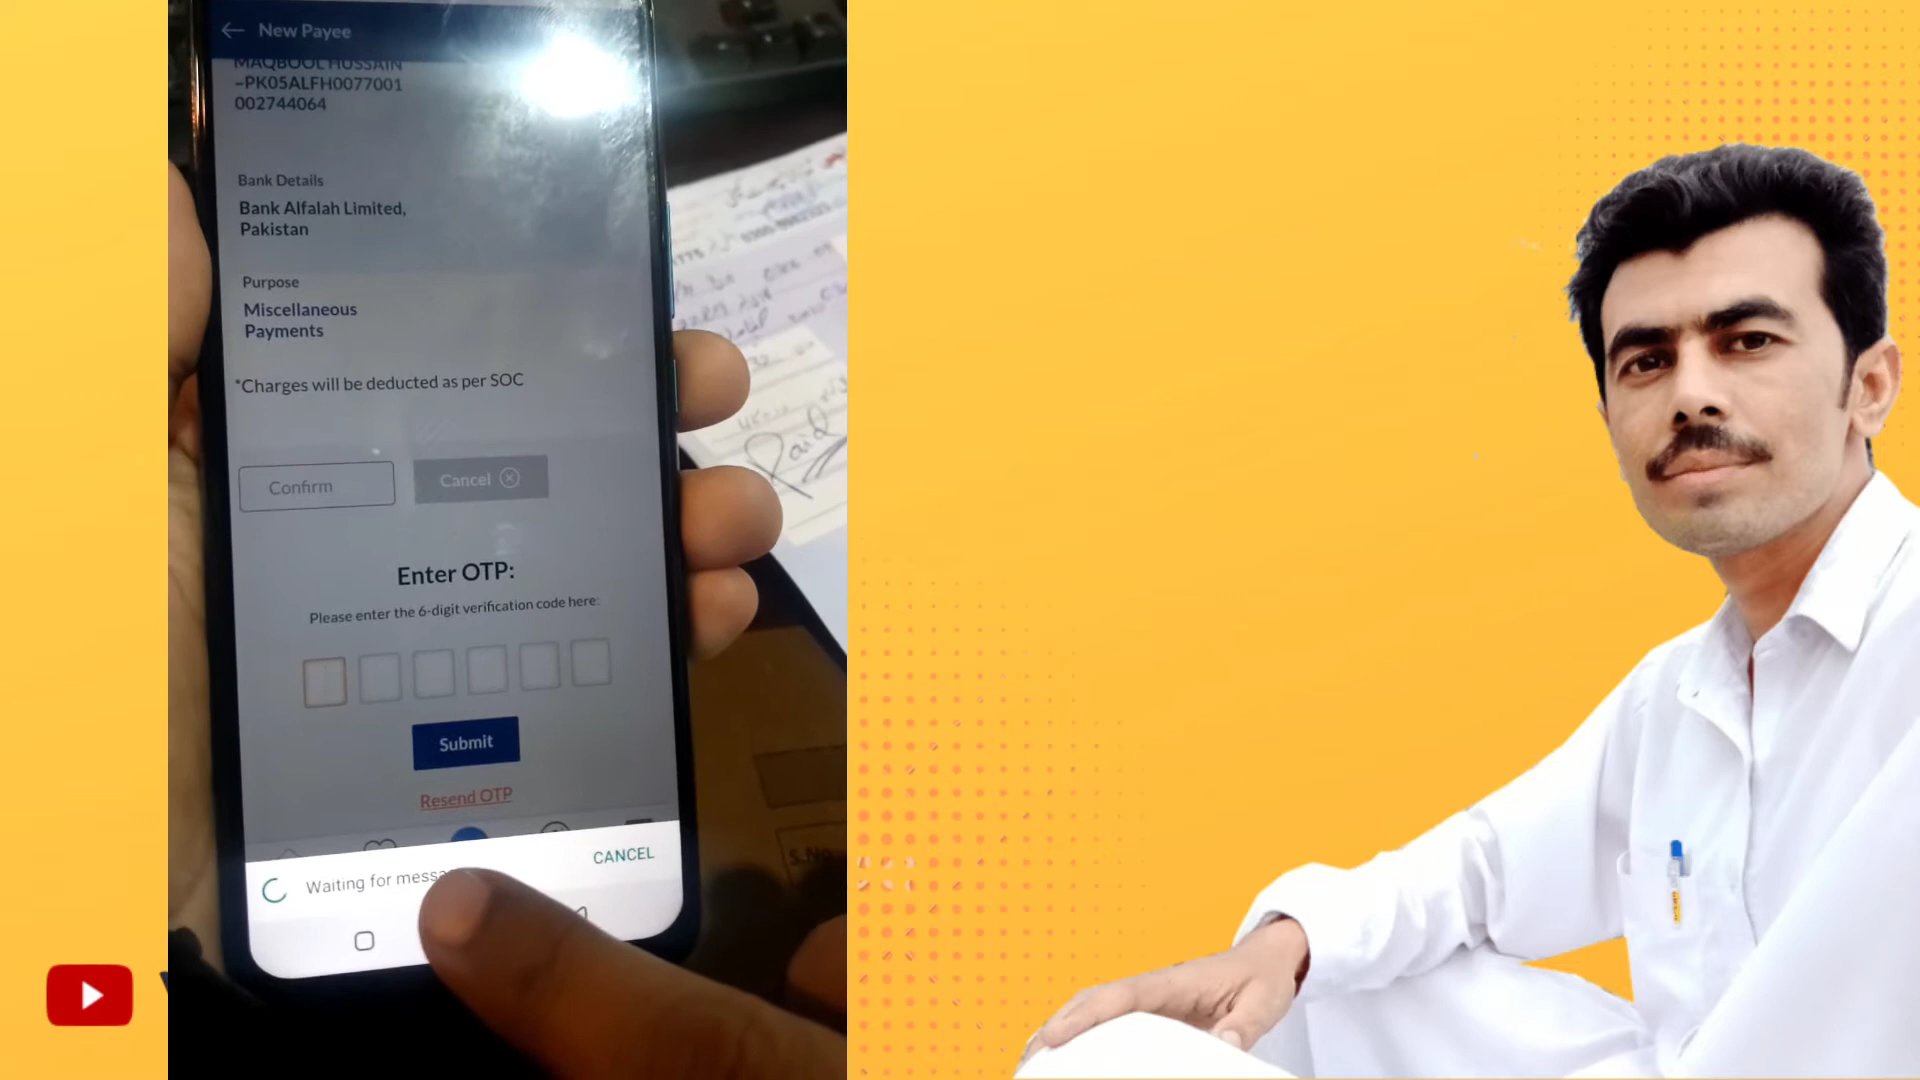 New Payee
MAQBOOL HUSSAIN
-PK05ALFH0077001
002744064
Bank Details
Bank Alfalah Limited,
Pakistan
Purpose
Miscellaneous
Payments
*Charges will be deducted as per SOC
Confirm
Cancel
Enter OTP:
Please enter the 6-digit verification code here:
Submit
Resend OTP
CANCEL
Waiting for messa
Paid
S.No